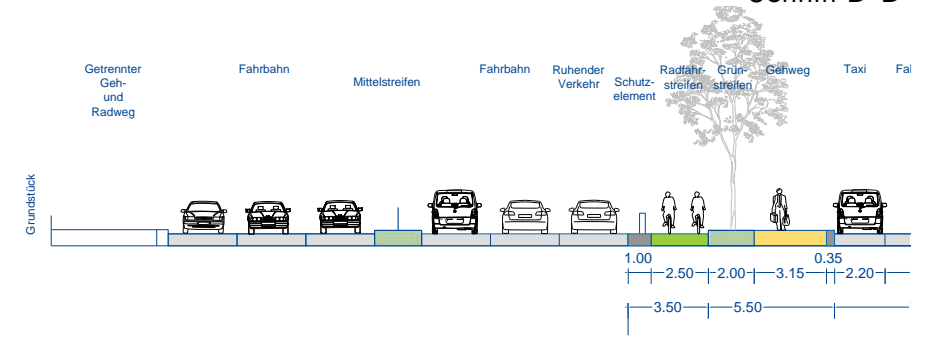 Getrennter
Geh-
und
Radweg
Fahrbahn
Mittelstreifen
Fahrbahn
Ruhender
Verkehr
Schutz-
element
Radfahr-
streifen
Grün-
streifen
Gehweg
Taxi
Grundstück
1.00
0.35
2.50
2.00
3.15
2.20
3.50
5.50